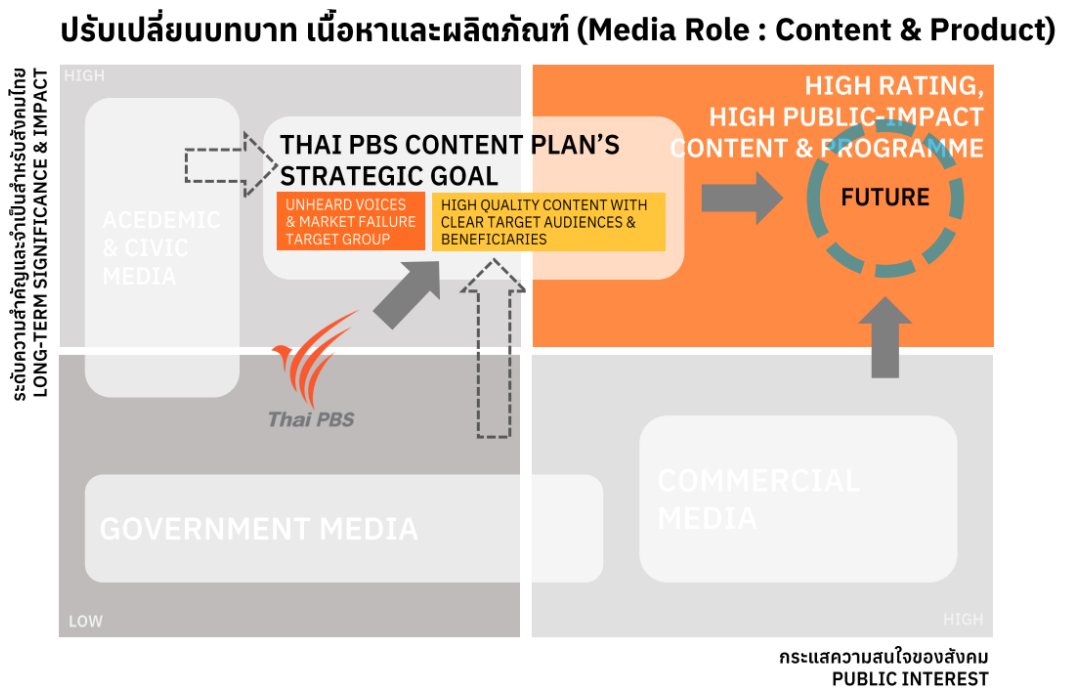 ปรับเปลี่ยนบทบาท เนื้อหาและผลิตภัณฑ์ (Media Role : Content & Product)
ระดับความสำคัญและจำเป็นสำหรับสังคมไทย
LONG-TERM SIGNIFICANCE & IMPACT
HIGH
HIGH RATING,
HIGH PUBLIC-IMPACT
CONTENT & PROGRAMME
THAI PBS CONTENT PLAN'S
STRATEGIC GOAL
UNHEARD VOICES
& MARKET FAILURE
TARGET GROUP
HIGH QUALITY CONTENT WITH
CLEAR TARGET AUDIENCES &
BENEFICIARIES
FUTURE
ACEDEMIC
& CIVIC
MEDIA
Thai PBS
GOVERNMENT MEDIA
COMMERCIAL
MEDIA
LOW
HIGH
กระแสความสนใจของสังคม
PUBLIC INTEREST